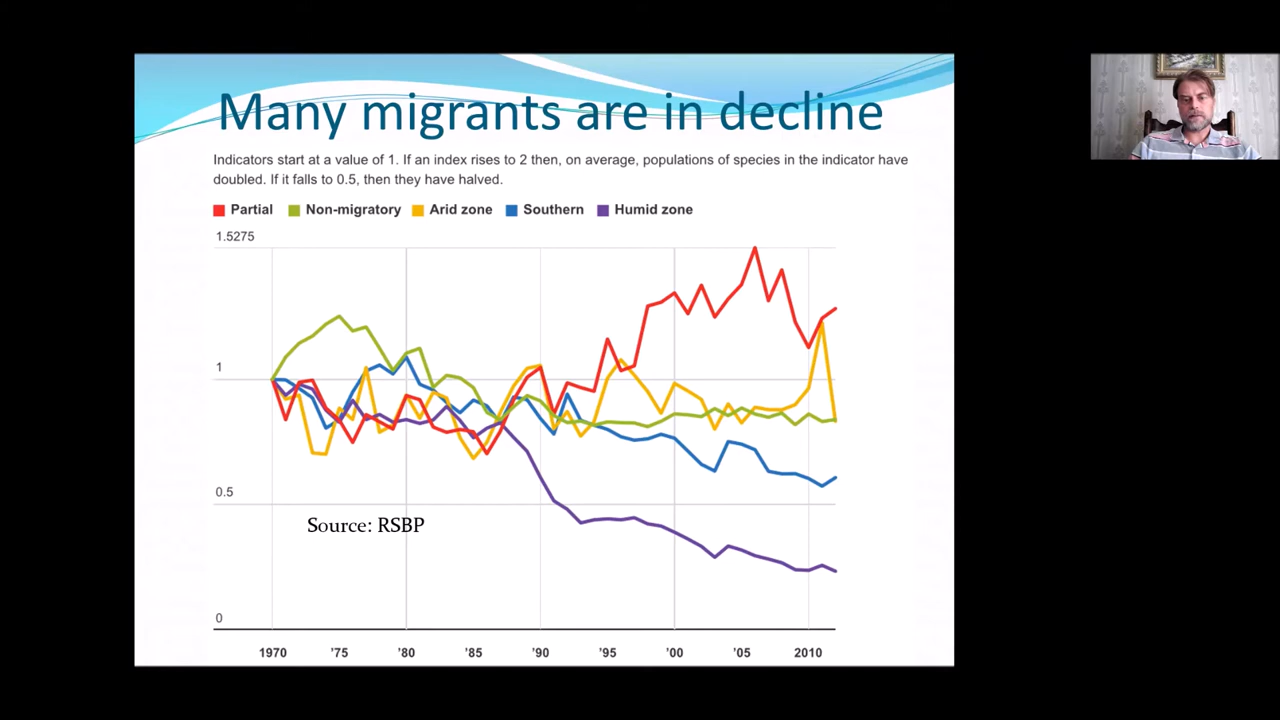 Many migrants are in decline
Indicators start at a value of 1. If an index rises to 2 then, on average, populations of species in the indicator have
doubled. If it falls to 0.5, then they have halved.
Partial Non-migratory Arid zone Southern Humid zone
1.5275
1
0.5
Source: RSBP
0
1970 '75 '80 '85 '90 '95 '00 '05 2010